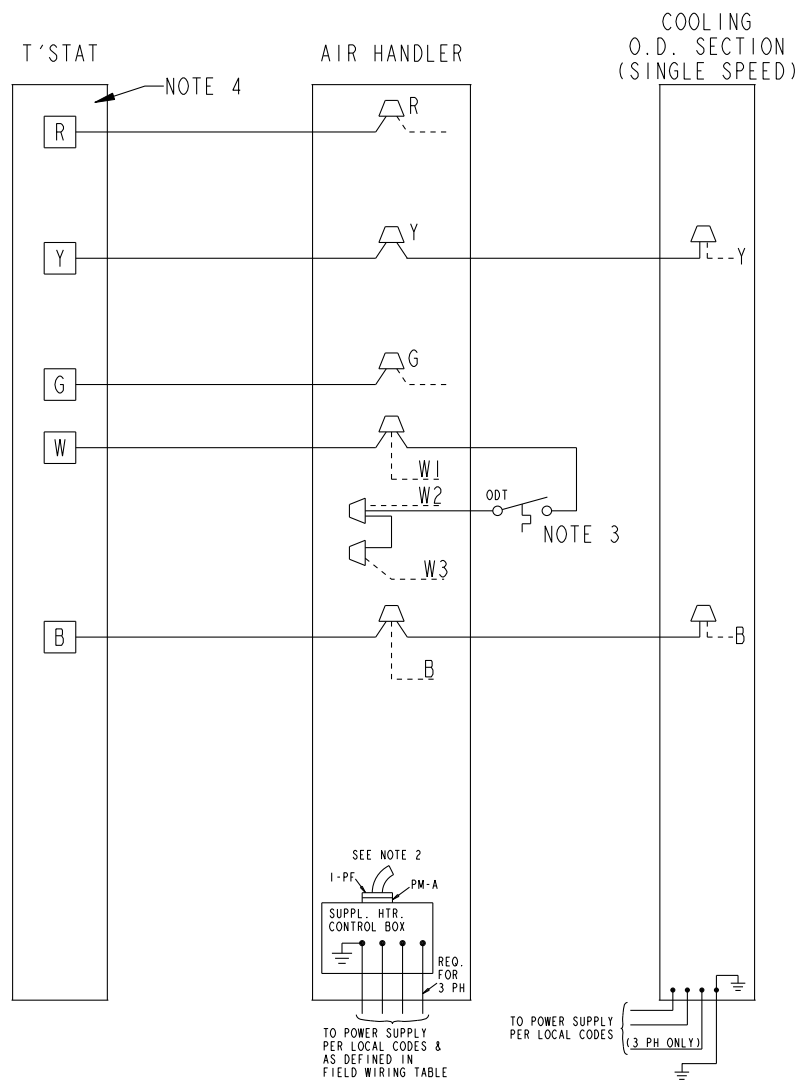 COOLING
O.D. SECTION
(SINGLE SPEED)
T'STAT
AIR HANDLER
NOTE 4
R
R
Y
Y
Y
G
G
W
W1
W2
ODT
NOTE 3
W3
B
B
B
SEE NOTE 2
1-PF
PM-A
SUPPL. HTR.
CONTROL BOX
REQ.
FOR
3 PH
TO POWER SUPPLY
PER LOCAL CODES &
AS DEFINED IN
FIELD WIRING TABLE
TO POWER SUPPLY
PER LOCAL CODES
(3 PH ONLY)